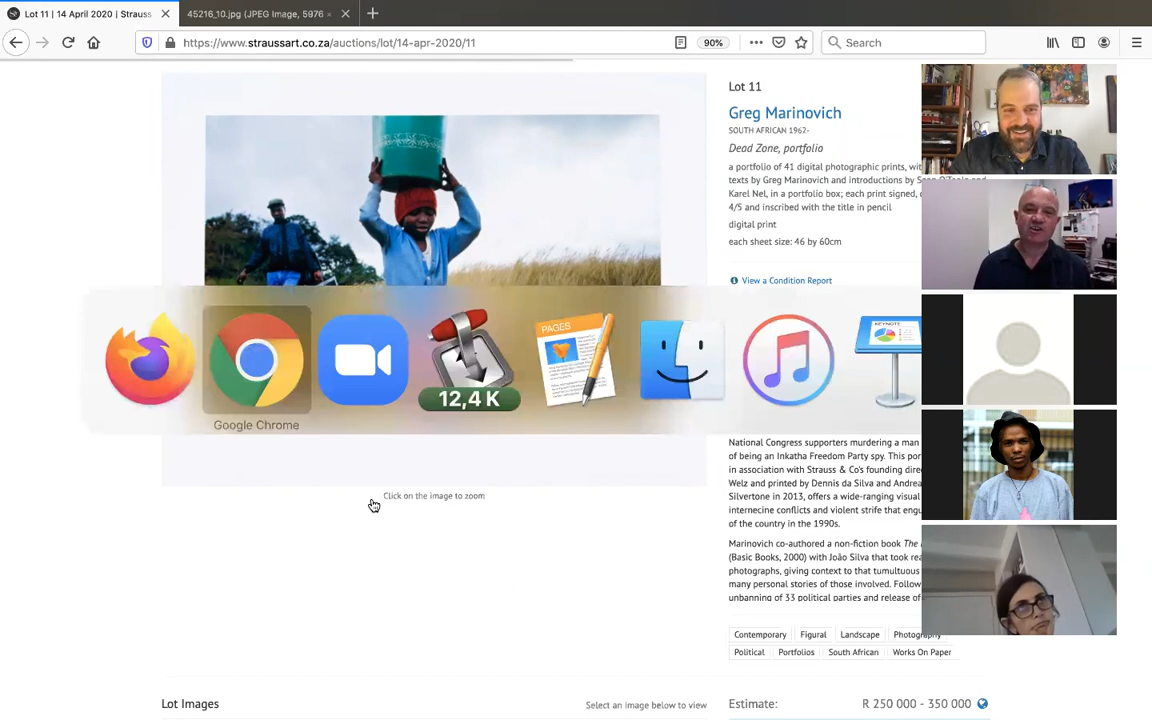 Lot 11 | 14 April 2020 | Strauss
45216_10.jpg (JPEG Image, 5976 ×
https://www.straussart.co.za/auctions/lot/14-apr-2020/11
90%
Search
Lot 11
Greg Marinovich
SOUTH AFRICAN 1962-
Dead Zone, portfolio
a portfolio of 41 digital photographic prints, wit
texts by Greg Marinovich and introductions by Sean O'Toole and
Karel Nel, in a portfolio box; each print signed,
4/5 and inscribed with the title in pencil
digital print
each sheet size: 46 by 60cm
View a Condition Report
PAGES
KEYNOTE
12,4 K
Google Chrome
National Congress supporters murdering a man
of being an Inkatha Freedom Party spy. This por
in association with Strauss & Co's founding dire
Welz and printed by Dennis da Silva and Andrea
Silvertone in 2013, offers a wide-ranging visual
internecine conflicts and violent strife that engu
of the country in the 1990s.
Click on the image to zoom
Marinovich co-authored a non-fiction book The
(Basic Books, 2000) with João Silva that took rea
photographs, giving context to that tumultuous
many personal stories of those involved. Follow
unbanning of 33 political parties and release of
Contemporary Figural Landscape Photography
Political Portfolios South African Works On Paper
Lot Images
Select an image below to view
Estimate:
R 250 000 - 350 000